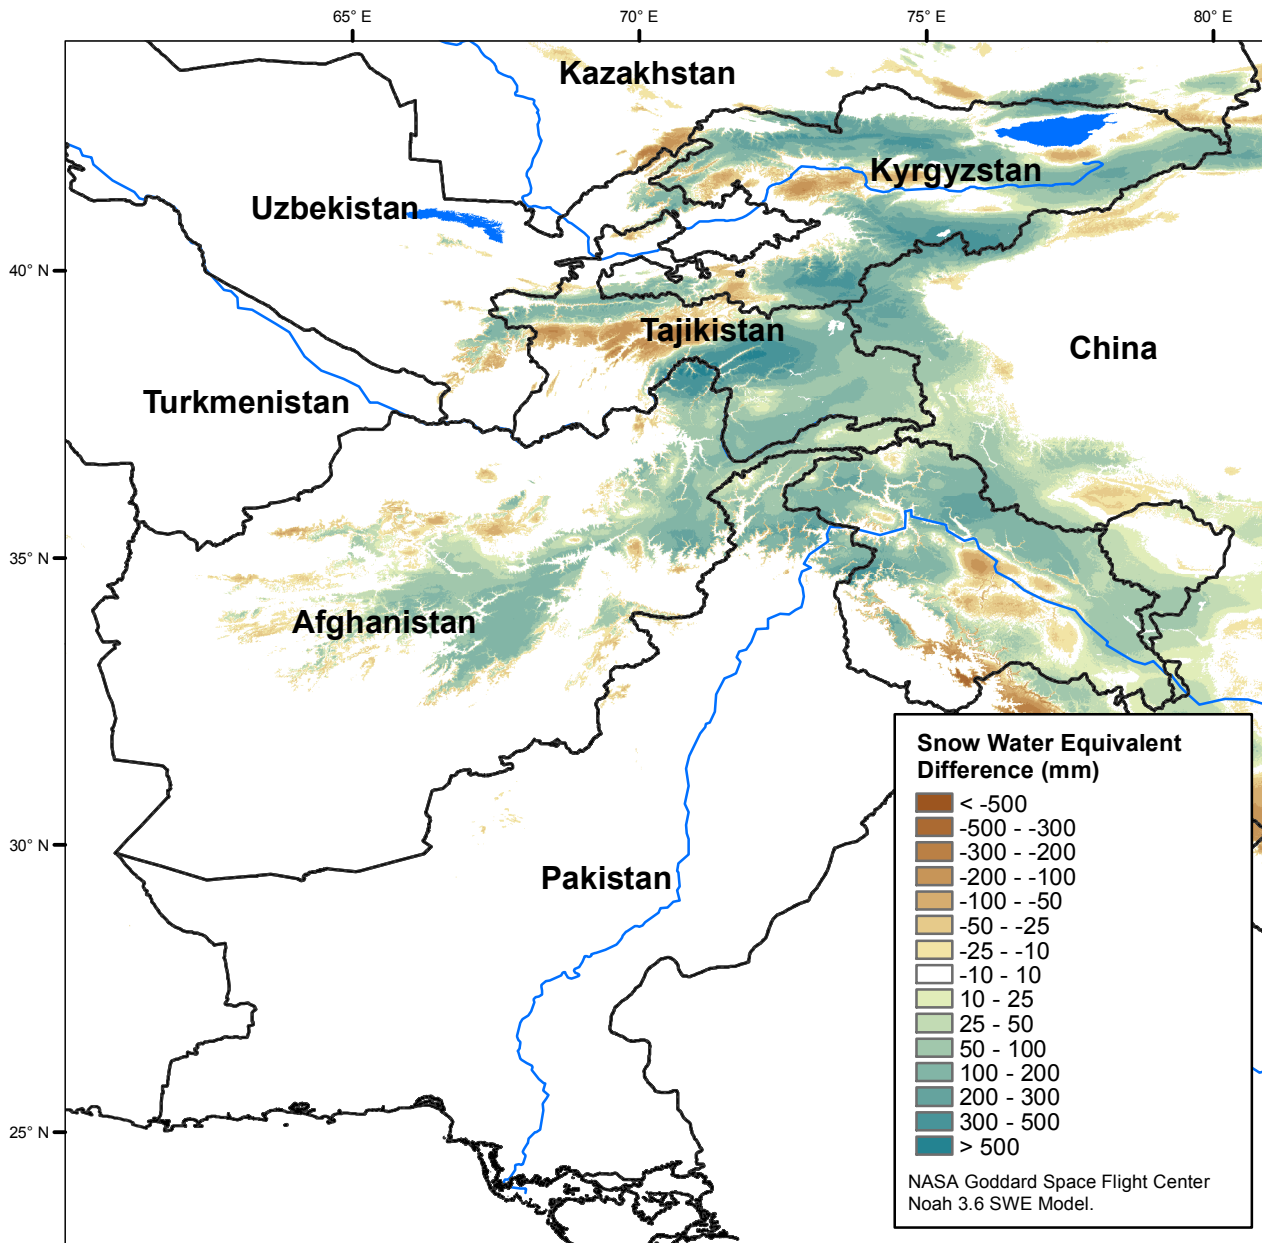 65° E
70° E
75° E
80° E
Kazakhstan
Kyrgyzstan
Uzbekistan
40° N
Tajikistan
China
Turkmenistan
35° N
Afghanistan
30° N
Pakistan
25° N
Snow Water Equivalent
Difference (mm)
< -500
-500 - -300
-300 - -200
-200 - -100
-100 - -50
-50 - -25
-25 - -10
-10 - 10
10 - 25
25 - 50
50 - 100
100 - 200
200 - 300
300 - 500
> 500
NASA Goddard Space Flight Center
Noah 3.6 SWE Model.